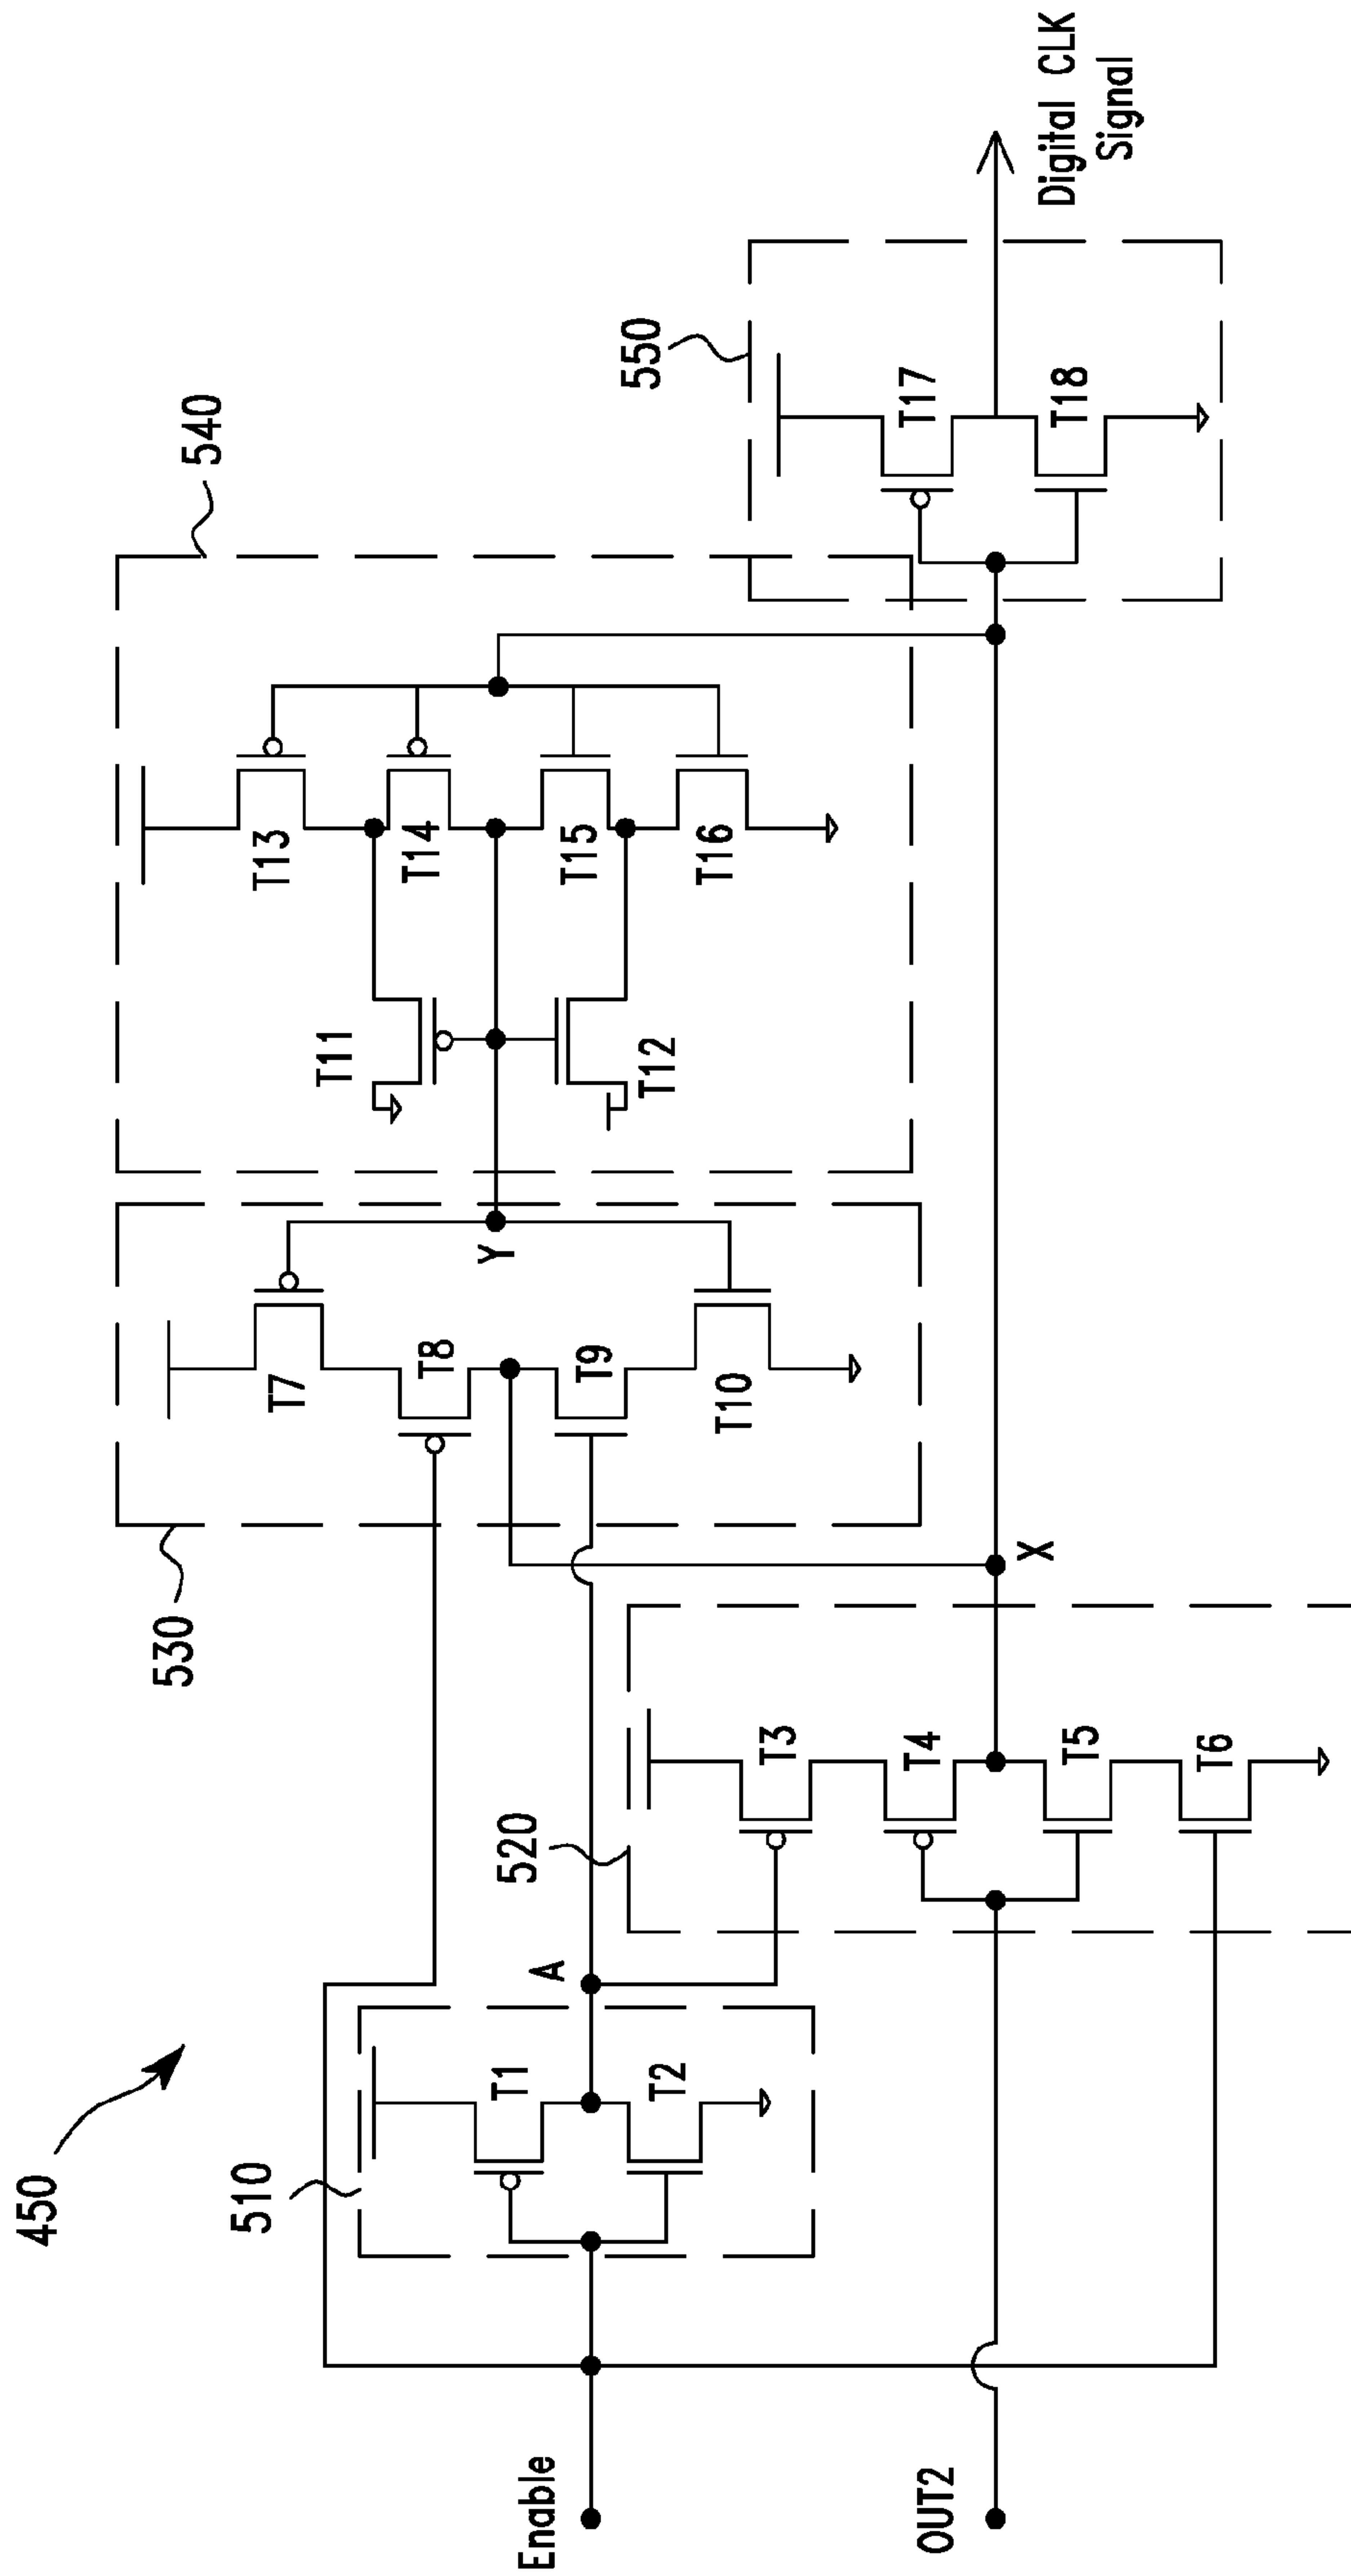 450
510
520
530
540
550
Enable
OUT2
A
X
Y
T1
T2
T3
T4
T5
T6
T7
T8
T9
T10
T11
T12
T13
T14
T15
T16
T17
T18
Digital CLK
Signal